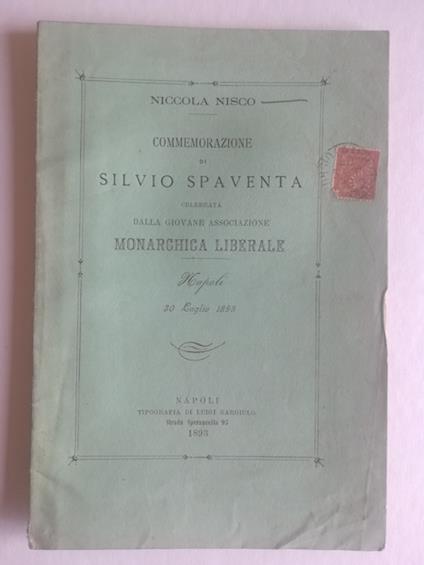 NICCOLA NISCO
COMMEMORAZIONE
DI
SILVIO SPAVENTA
CELEBRATA
DALLA GIOVANE ASSOCIAZIONE
MONARCHICA LIBERALE
Napoli
30 Luglio 1893
NAPOLI
TIPOGRAFIA DI LUIGI GARGIULO
Strada Speranzella 95
1893